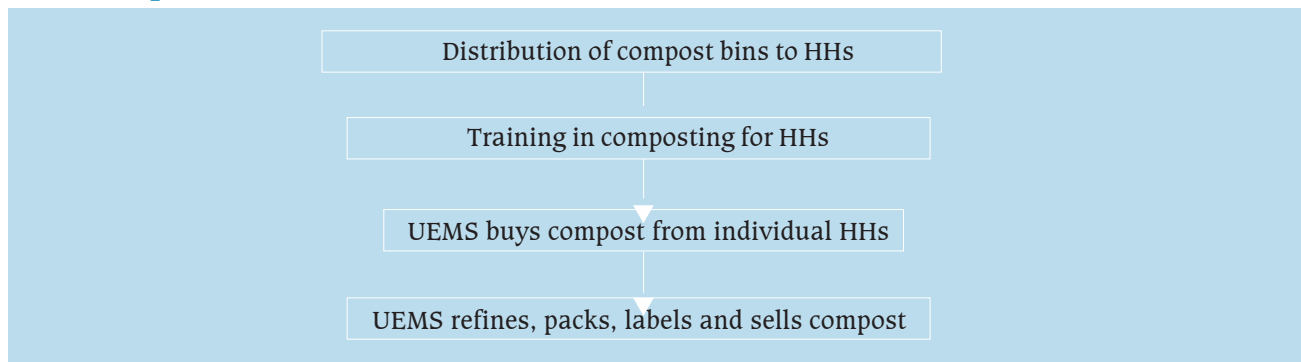 Distribution of compost bins to HHs
Training in composting for HHs
UEMS buys compost from individual HHs
UEMS refines, packs, labels and sells compost